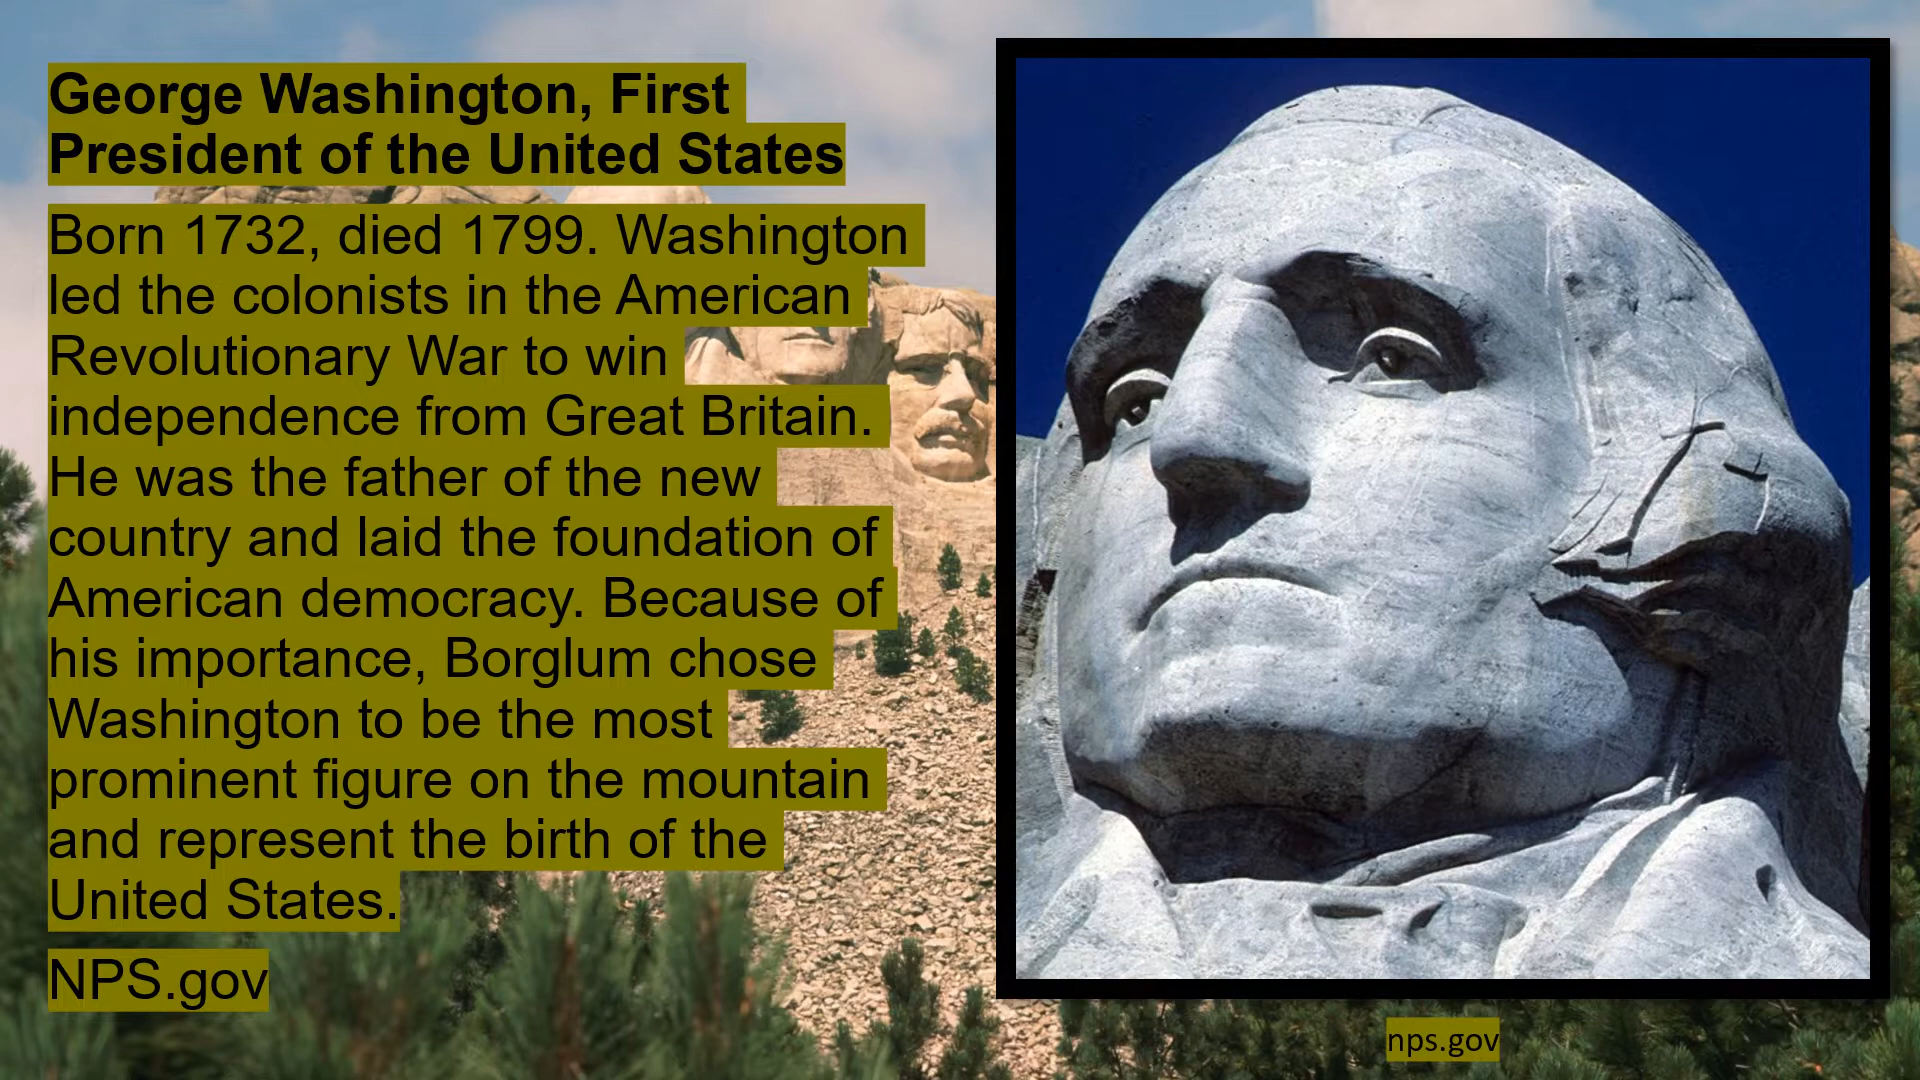 George Washington, First
President of the United States
Born 1732, died 1799. Washington
led the colonists in the American
Revolutionary War to win
independence from Great Britain.
He was the father of the new
country and laid the foundation of
American democracy. Because of
his importance, Borglum chose
Washington to be the most
prominent figure on the mountain
and represent the birth of the
United States.
NPS.gov
nps.gov